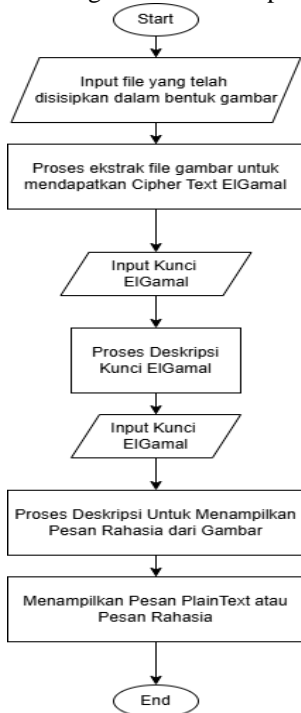 Start
Input file yang telah
disisipkan dalam bentuk gambar
Proses ekstrak file gambar untuk
mendapatkan Cipher Text ElGamal
Input Kunci
ElGamal
Proses Deskripsi
Kunci ElGamal
Input Kunci
ElGamal
Proses Deskripsi Untuk Menampilkan
Pesan Rahasia dari Gambar
Menampilkan Pesan PlainText atau
Pesan Rahasia
End